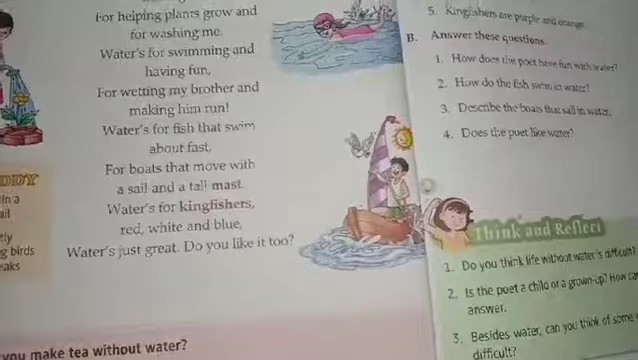 For helping plants grow and
for washing me.
Water's for swimming and
having fun,
For wetting my brother and
making him run!
Water's for fish that swim
about fast,
For boats that move with
a sail and a tall mast.
Water's for kingfishers,
red, white and blue,
Water's just great. Do you like it too?
DDY
in a
ail
tly
g birds
eaks
you make tea without water?
5. Kingfishers are purple and orange.
B. Answer these questions.
1. How does the poet have fun with water?
2. How do the fish swim in water?
3. Describe the boats that sail in water.
4. Does the poet like water?
Think and Reflect
1. Do you think life without water is difficult?
2. Is the poet a child or a grown-up? How can
answer.
3. Besides water, can you think of some
difficult?